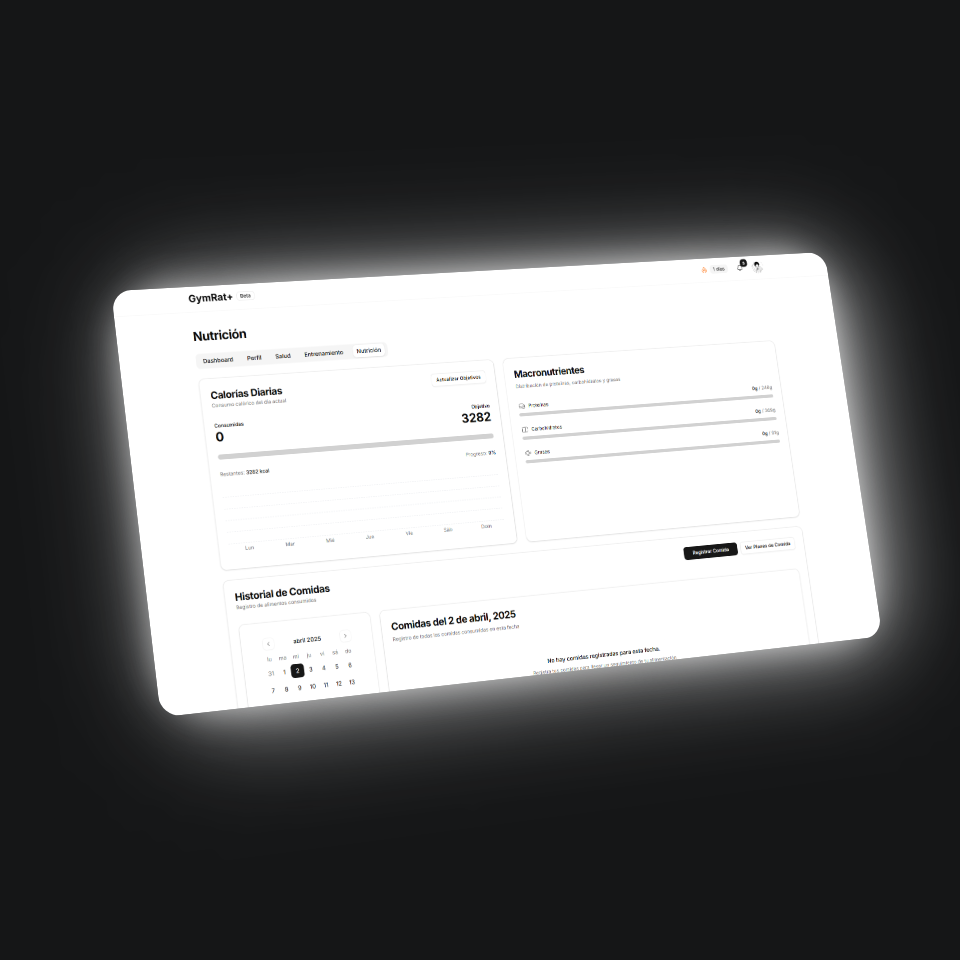 GymRat+ Beta
1 días
Nutrición
Dashboard Perfil Salud Entrenamiento Nutrición
Calorías Diarias
Consumo calórico del día actual
Actualizar Objetivos
Consumidas
0
Objetivo
3282
Restantes: 3282 kcal
Progreso: 0%
Lun Mar Mié Jue Vie Sáb Dom
Macronutrientes
Distribución de proteínas, carbohidratos y grasas
Proteínas
0g /
Carbohidratos
0g /
Grasas
0g /
Historial de Comidas
Registro de alimentos consumidos
Registrar Comida
Ver Planes de Comida
abril 2025
lu ma mi ju vi sá do
31 1 2 3 4 5 6
7 8 9 10 11 12 13
Comidas del 2 de abril, 2025
Registro de todas las comidas consumidas en esta fecha
No hay comidas registradas para esta fecha.